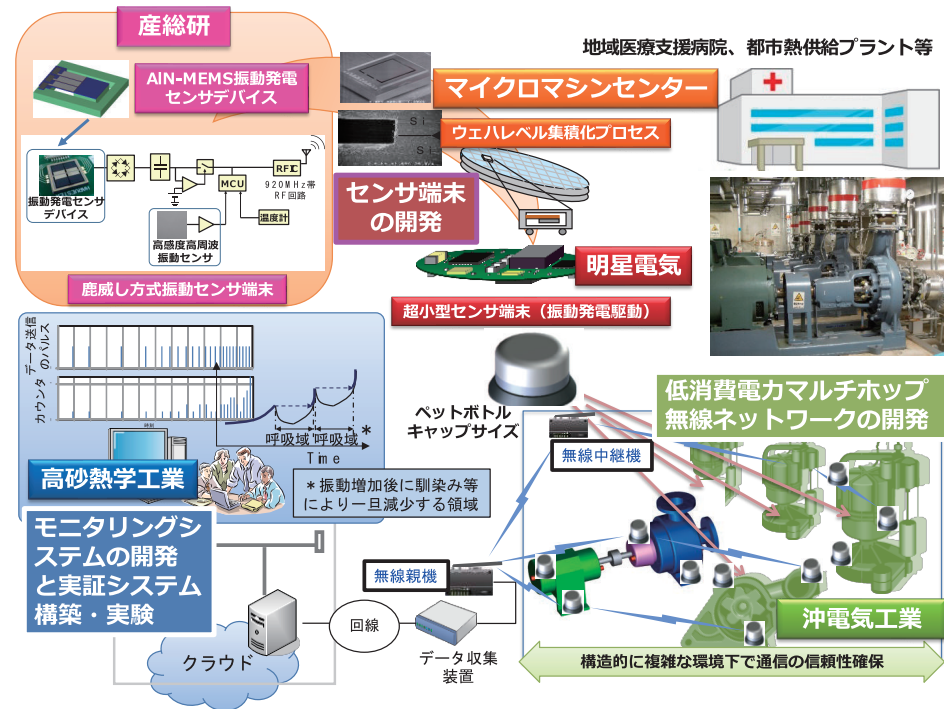 産総研
AlN-MEMS振動発電
センサデバイス
振動発電センサ
デバイス
MCU
RFIC
920MHz帯
RF回路
温度計
高感度高周波
振動センサ
鹿威し方式振動センサ端末
マイクロマシンセンター
Si
Si
ウェハレベル集積化プロセス
センサ端末
の開発
明星電気
超小型センサ端末（振動発電駆動）
ペットボトル
キャップサイズ
地域医療支援病院、都市熱供給プラント等
データ送信
のパルス
カウンタ
時刻
呼吸域
呼吸域
*
Time
高砂熱学工業
*振動増加後に馴染み等
により一旦減少する領域
モニタリングシ
ステムの開発
と実証システム
構築・実験
クラウド
回線
無線親機
データ収集
装置
無線中継機
低消費電力マルチホップ
無線ネットワークの開発
沖電気工業
構造的に複雑な環境下で通信の信頼性確保